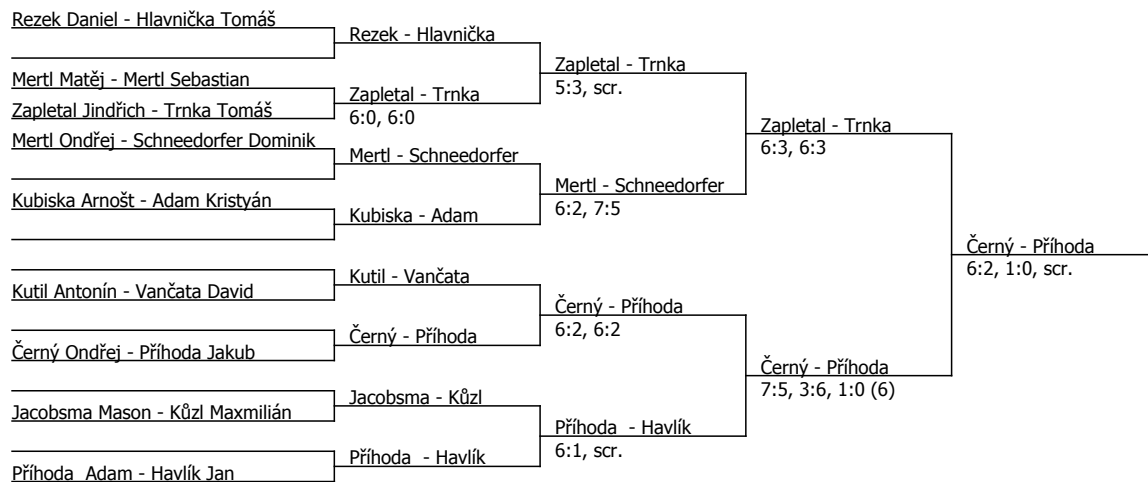 Rezek Daniel - Hlavnička Tomáš
Mertl Matěj - Mertl Sebastian
Zapletal Jindřich - Trnka Tomáš
Mertl Ondřej - Schneedorfer Dominik
Kubiska Arnošt - Adam Kristyán
Kutil Antonín - Vančata David
Černý Ondřej - Příhoda Jakub
Jacobsma Mason - Kůzl Maxmilián
Příhoda  Adam - Havlík Jan
Rezek - Hlavnička
Zapletal - Trnka
6:0, 6:0
Mertl - Schneedorfer
Kubiska - Adam
Kutil - Vančata
Černý - Příhoda
Jacobsma - Kůzl
Příhoda  - Havlík
Zapletal - Trnka
5:3, scr.
Mertl - Schneedorfer
6:2, 7:5
Černý - Příhoda
6:2, 6:2
Příhoda  - Havlík
6:1, scr.
Zapletal - Trnka
6:3, 6:3
Černý - Příhoda
7:5, 3:6, 1:0 (6)
Černý - Příhoda
6:2, 1:0, scr.